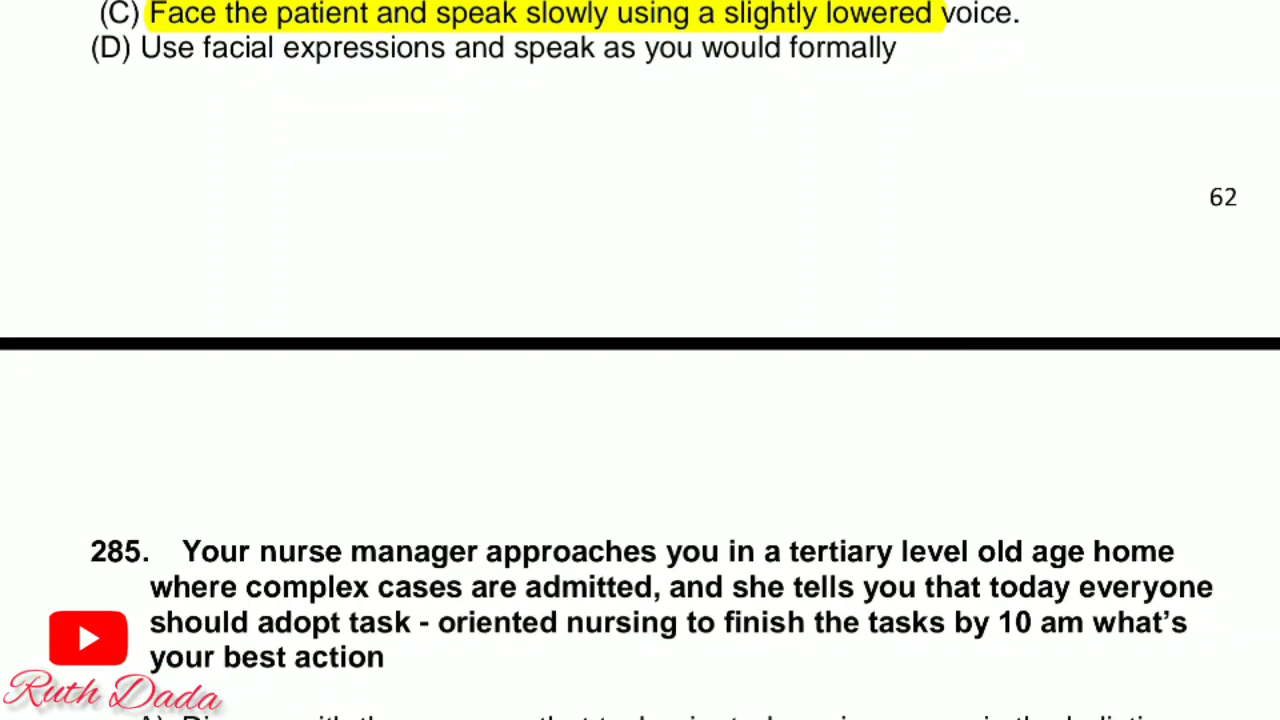 (C) Face the patient and speak slowly using a slightly lowered voice.
(D) Use facial expressions and speak as you would formally
62
285. Your nurse manager approaches you in a tertiary level old age home
where complex cases are admitted, and she tells you that today everyone
should adopt task - oriented nursing to finish the tasks by 10 am what's
your best action
Ruth Dada